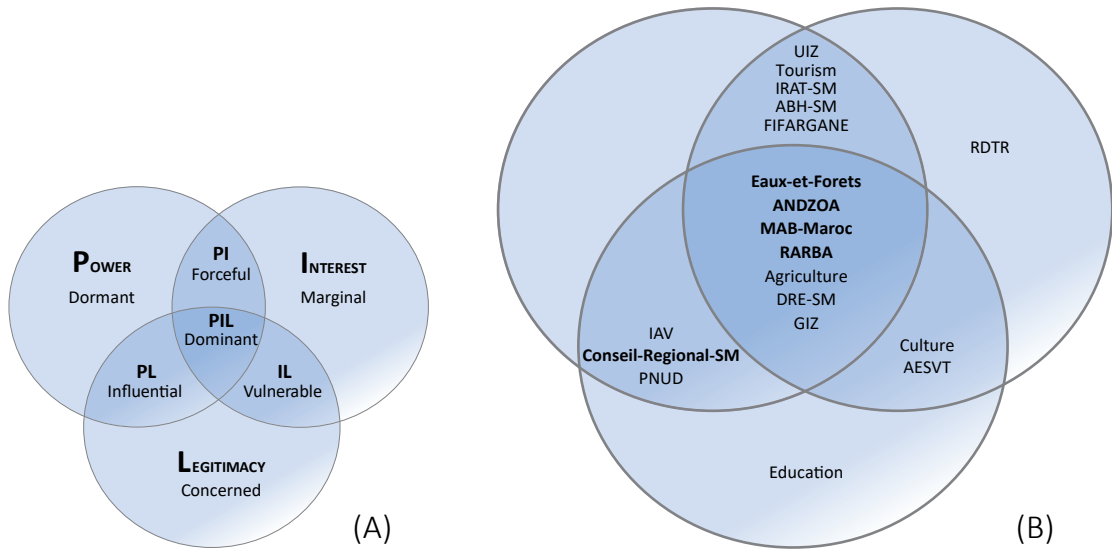 POWER
Dormant
PI
Forceful
INTEREST
Marginal
PIL
Dominant
PL
Influential
IL
Vulnerable
LEGITIMACY
Concerned
(A)
UIZ
Tourism
IRAT-SM
ABH-SM
FIFARGANE
RDTR
Eaux-et-Forets
ANDZOA
MAB-Maroc
RARBA
Agriculture
DRE-SM
GIZ
IAV
Conseil-Regional-SM
PNUD
Culture
AESVT
Education
(B)